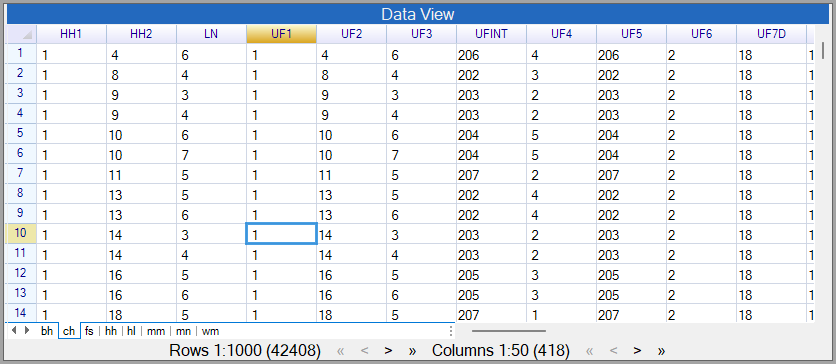 Data View
HH1 HH2 LN UF1 UF2 UF3 UFINT UF4 UF5 UF6 UF7D
1 1 4 6 1 4 6 206 4 206 2 18 1
2 1 8 4 1 8 4 202 3 202 2 18 1
3 1 9 3 1 9 3 203 2 203 2 18 1
4 1 9 4 1 9 4 203 2 203 2 18 1
5 1 10 6 1 10 6 204 5 204 2 18 1
6 1 10 7 1 10 7 204 5 204 2 18 1
7 1 11 5 1 11 5 207 2 207 2 18 1
8 1 13 5 1 13 5 202 4 202 2 18 1
9 1 13 6 1 13 6 202 4 202 2 18 1
10 1 14 3 1 14 3 203 2 203 2 18 1
11 1 14 4 1 14 4 203 2 203 2 18 1
12 1 16 5 1 16 5 205 3 205 2 18 1
13 1 16 6 1 16 6 205 3 205 2 18 1
14 1 18 5 1 18 5 207 1 207 2 18 1
bh ch fs hh hl mm mn wm
Rows 1:1000 (42408) « < > » Columns 1:50 (418) « < > »